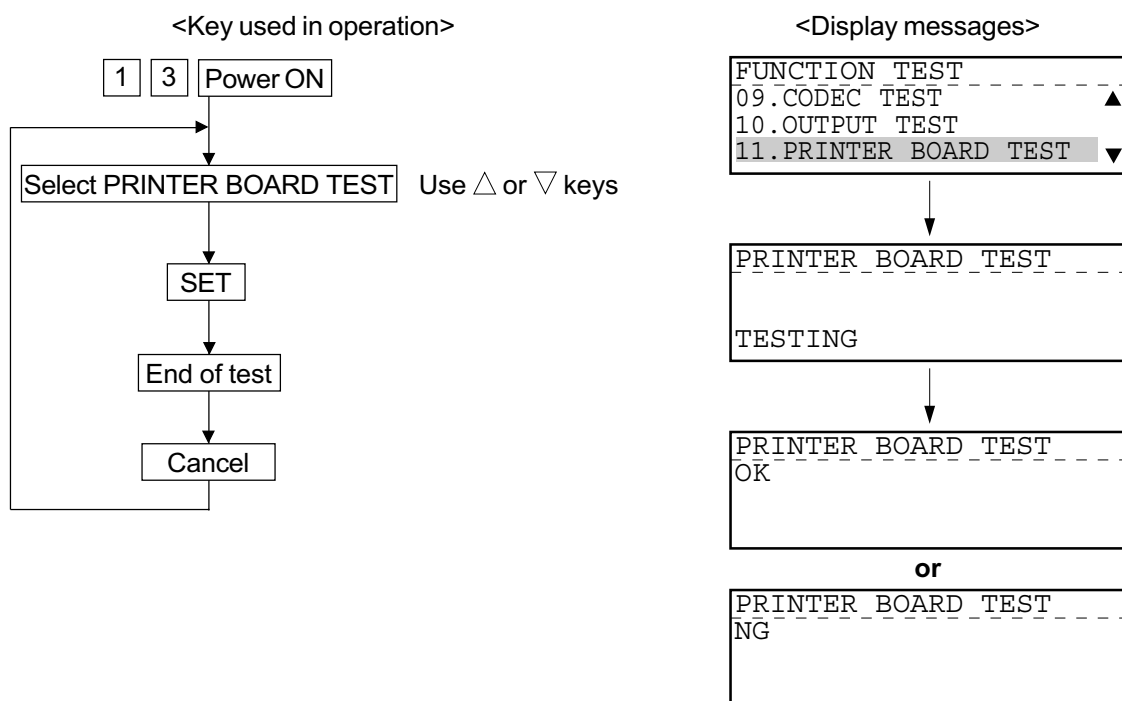 <Key used in operation>
1 3 Power ON
Select PRINTER BOARD TEST Use △ or ▽ keys
SET
End of test
Cancel
<Display messages>
FUNCTION TEST
09.CODEC TEST ▲
10.OUTPUT TEST
11.PRINTER BOARD TEST ▼
PRINTER BOARD TEST
TESTING
PRINTER BOARD TEST
OK
or
PRINTER BOARD TEST
NG